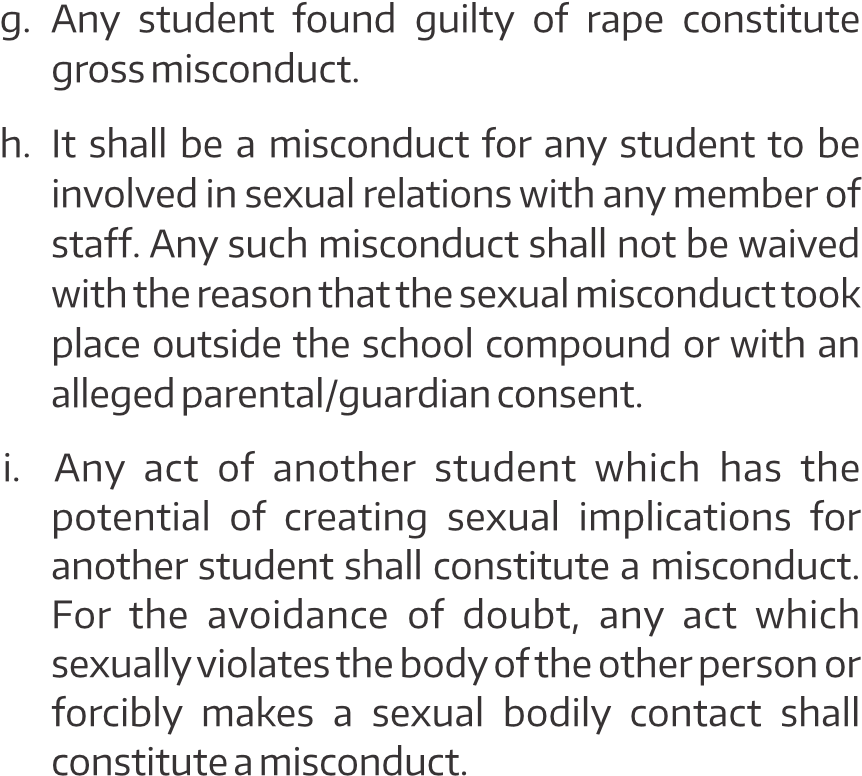 g. Any student found guilty of rape constitute
gross misconduct.
h. It shall be a misconduct for any student to be
involved in sexual relations with any member of
staff. Any such misconduct shall not be waived
with the reason that the sexual misconduct took
place outside the school compound or with an
alleged parental/guardian consent.
i. Any act of another student which has the
potential of creating sexual implications for
another student shall constitute a misconduct.
For the avoidance of doubt, any act which
sexually violates the body of the other person or
forcibly makes a sexual bodily contact shall
constitute a misconduct.